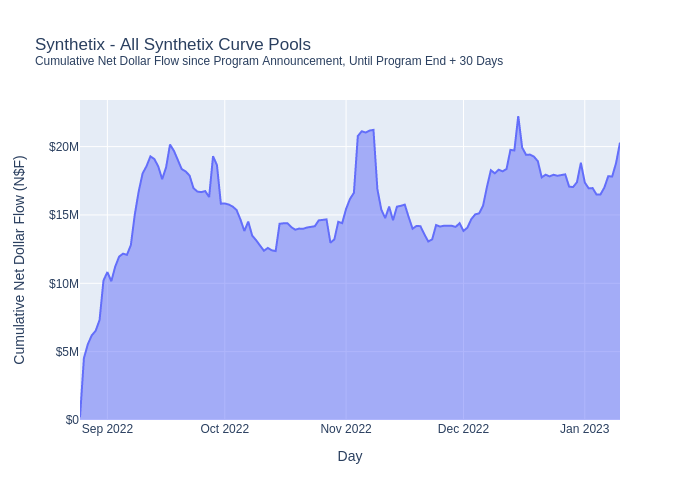 Synthetix - All Synthetix Curve Pools
Cumulative Net Dollar Flow since Program Announcement, Until Program End + 30 Days
Cumulative Net Dollar Flow (N$F)
$20M
$15M
$10M
$5M
$0
Sep 2022
Oct 2022
Nov 2022
Dec 2022
Jan 2023
Day